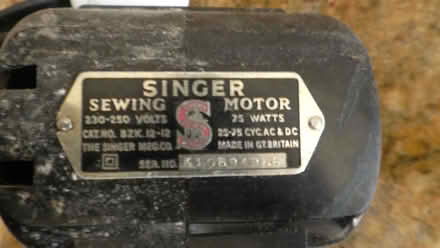 SINGER
SEWING S MOTOR
230-250 VOLTS 75 WATTS
CAT. NO. BZK. 12-12 25-75 CYC. AC & DC
THE SINGER MFG. CO. MADE IN GT. BRITAIN
SER. NO.